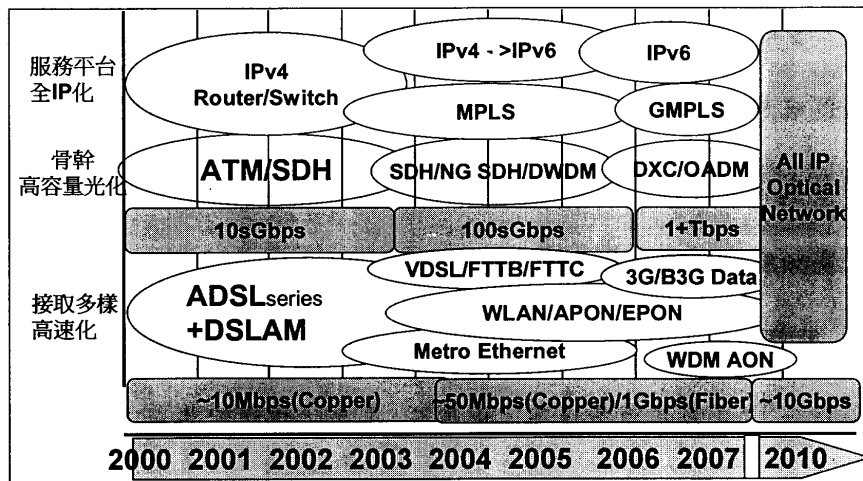 服務平台
全IP化
IPv4
Router/Switch
IPv4 ->IPv6
IPv6
MPLS
GMPLS
骨幹
高容量光化
ATM/SDH
SDH/NG SDH/DWDM
DXC/OADM
All IP
Optical
Network
10sGbps
100sGbps
1+Tbps
接取多樣
高速化
ADSLseries
+DSLAM
VDSL/FTTB/FTTC
3G/B3G Data
WLAN/APON/EPON
Metro Ethernet
WDM AON
~10Mbps(Copper)
~50Mbps(Copper)/1Gbps(Fiber)
~10Gbps
2000 2001 2002 2003 2004 2005 2006 2007 2010